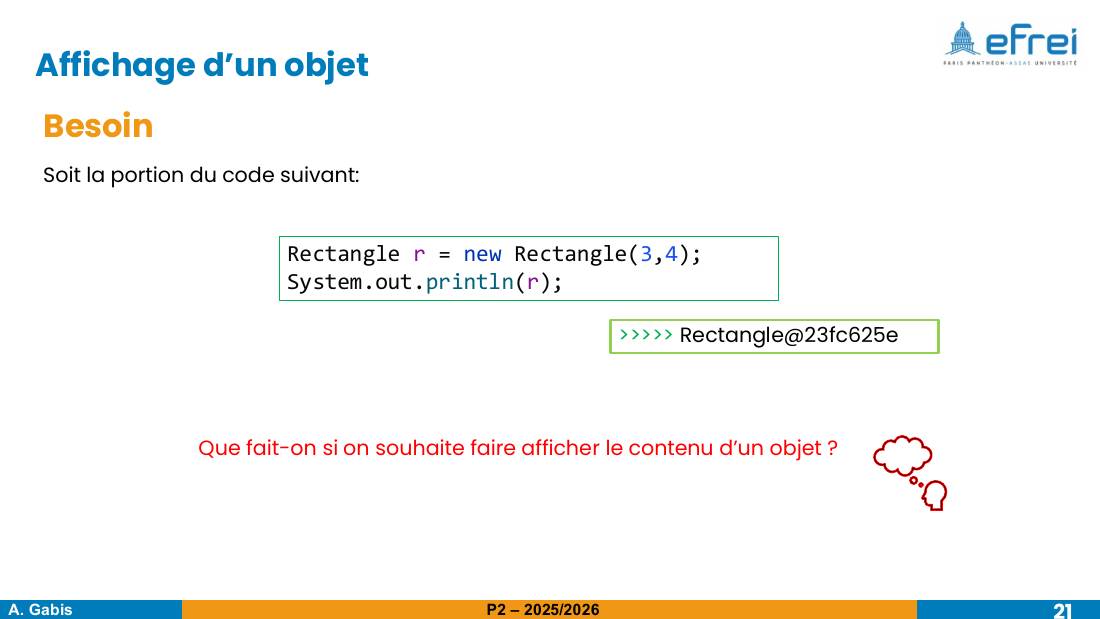 efrei
PARIS PANTHÉON-ASSAS UNIVERSITÉ
Affichage d’un objet
Besoin
Soit la portion du code suivant:
Rectangle r = new Rectangle(3,4);
System.out.println(r);
>>>>> Rectangle@23fc625e
Que fait-on si on souhaite faire afficher le contenu d’un objet ?
A. Gabis
P2 – 2025/2026
21